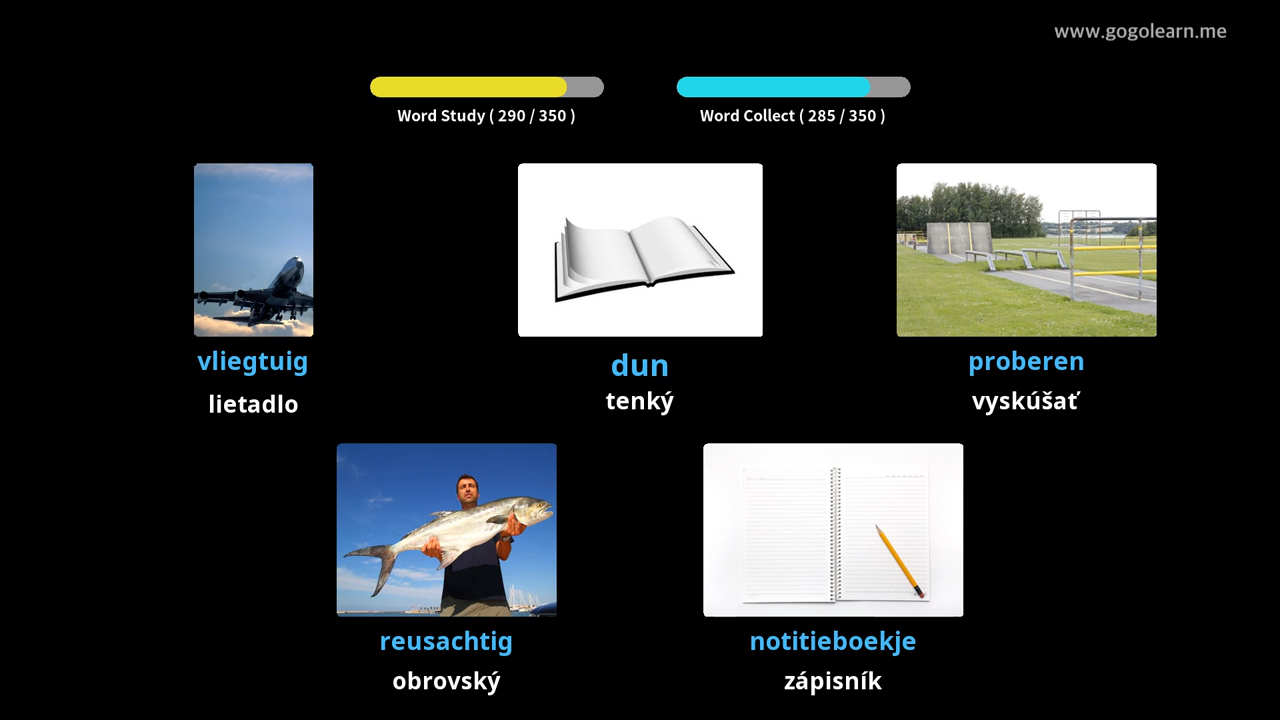 www.gogolearn.me
Word Study ( 290 / 350 )
Word Collect ( 285 / 350 )
vliegtuig
lietadlo
dun
tenký
proberen
vyskúšať
reusachtig
obrovský
notitieboekje
zápisník